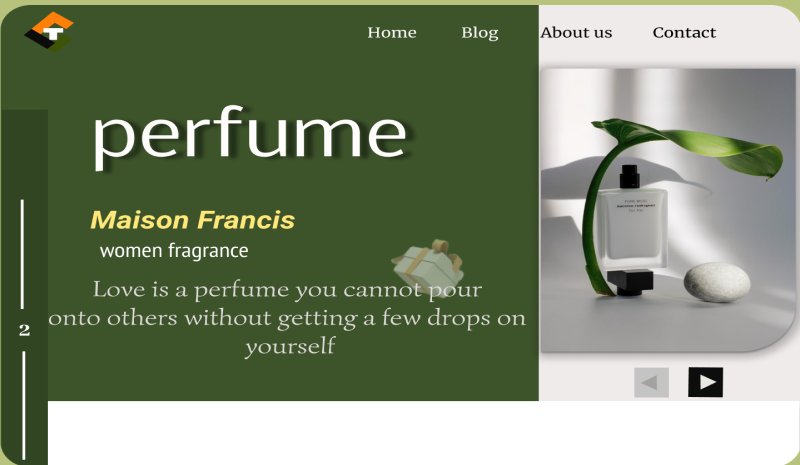 Home Blog About us Contact
perfume
Maison Francis
women fragrance
Love is a perfume you cannot pour
onto others without getting a few drops on
yourself
2